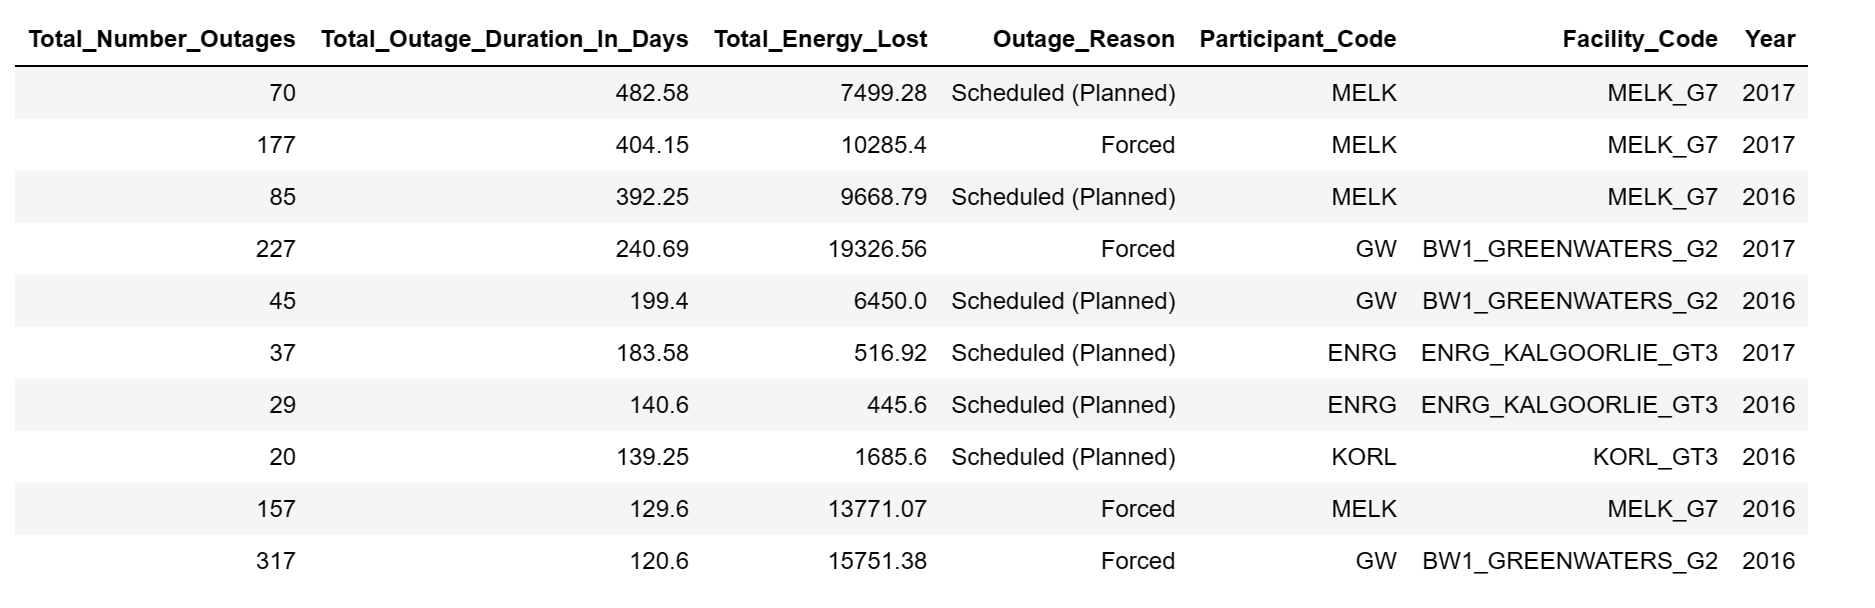 Total_Number_Outages Total_Outage_Duration_In_Days Total_Energy_Lost Outage_Reason Participant_Code Facility_Code Year
70 482.58 7499.28 Scheduled (Planned) MELK MELK_G7 2017
177 404.15 10285.4 Forced MELK MELK_G7 2017
85 392.25 9668.79 Scheduled (Planned) MELK MELK_G7 2016
227 240.69 19326.56 Forced GW BW1_GREENWATERS_G2 2017
45 199.4 6450.0 Scheduled (Planned) GW BW1_GREENWATERS_G2 2016
37 183.58 516.92 Scheduled (Planned) ENRG ENRG_KALGOORLIE_GT3 2017
29 140.6 445.6 Scheduled (Planned) ENRG ENRG_KALGOORLIE_GT3 2016
20 139.25 1685.6 Scheduled (Planned) KORL KORL_GT3 2016
157 129.6 13771.07 Forced MELK MELK_G7 2016
317 120.6 15751.38 Forced GW BW1_GREENWATERS_G2 2016